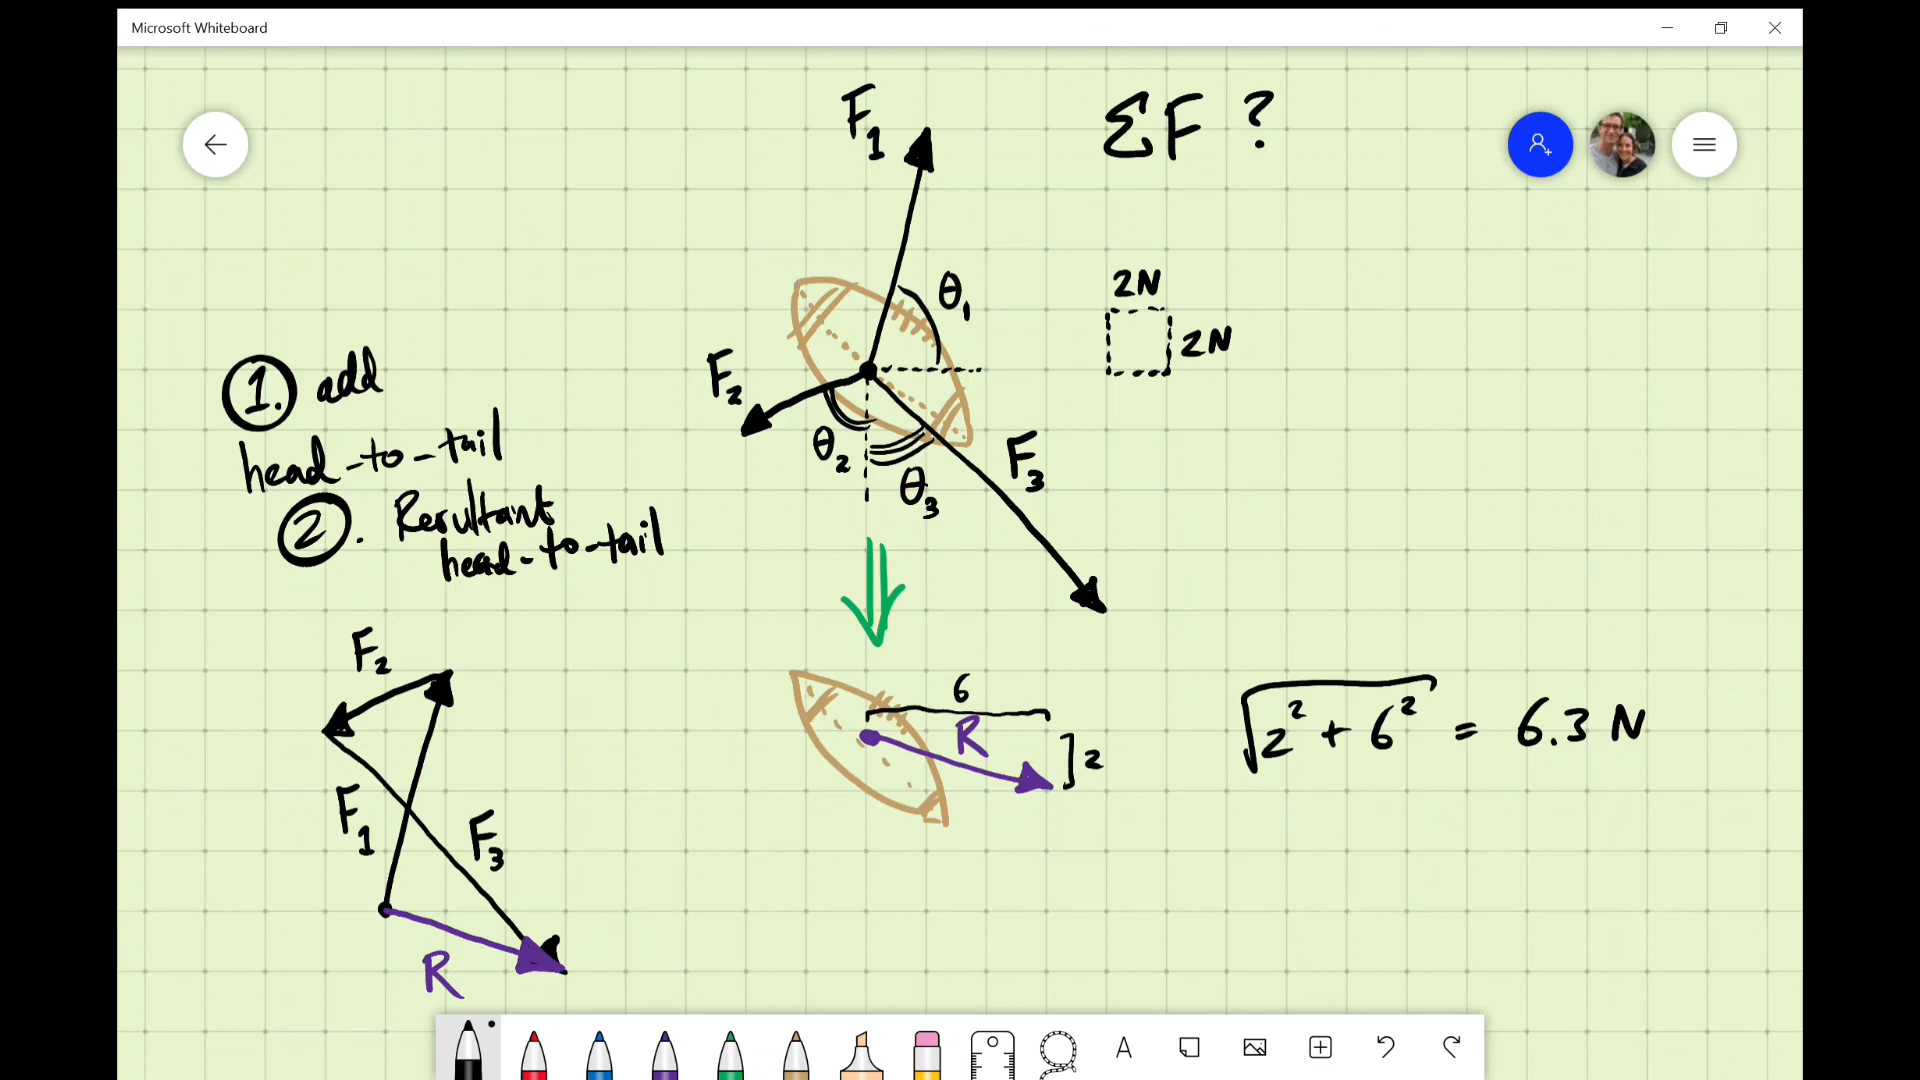 Microsoft Whiteboard
F1
ΣF ?
θ1
2N
2N
F2
θ2
θ3
F3
1. add
head-to-tail
2. Resultant
head-to-tail
F2
F1
F3
R
6
R
2
√2² + 6² = 6.3 N
A